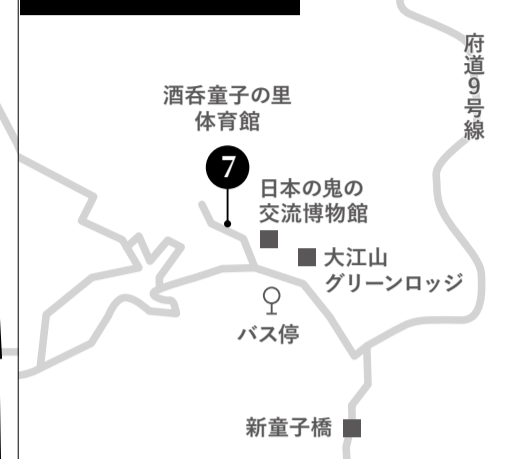 府道9号線
酒呑童子の里
体育館
7
日本の鬼の
交流博物館
大江山
グリーンロッジ
バス停
新童子橋